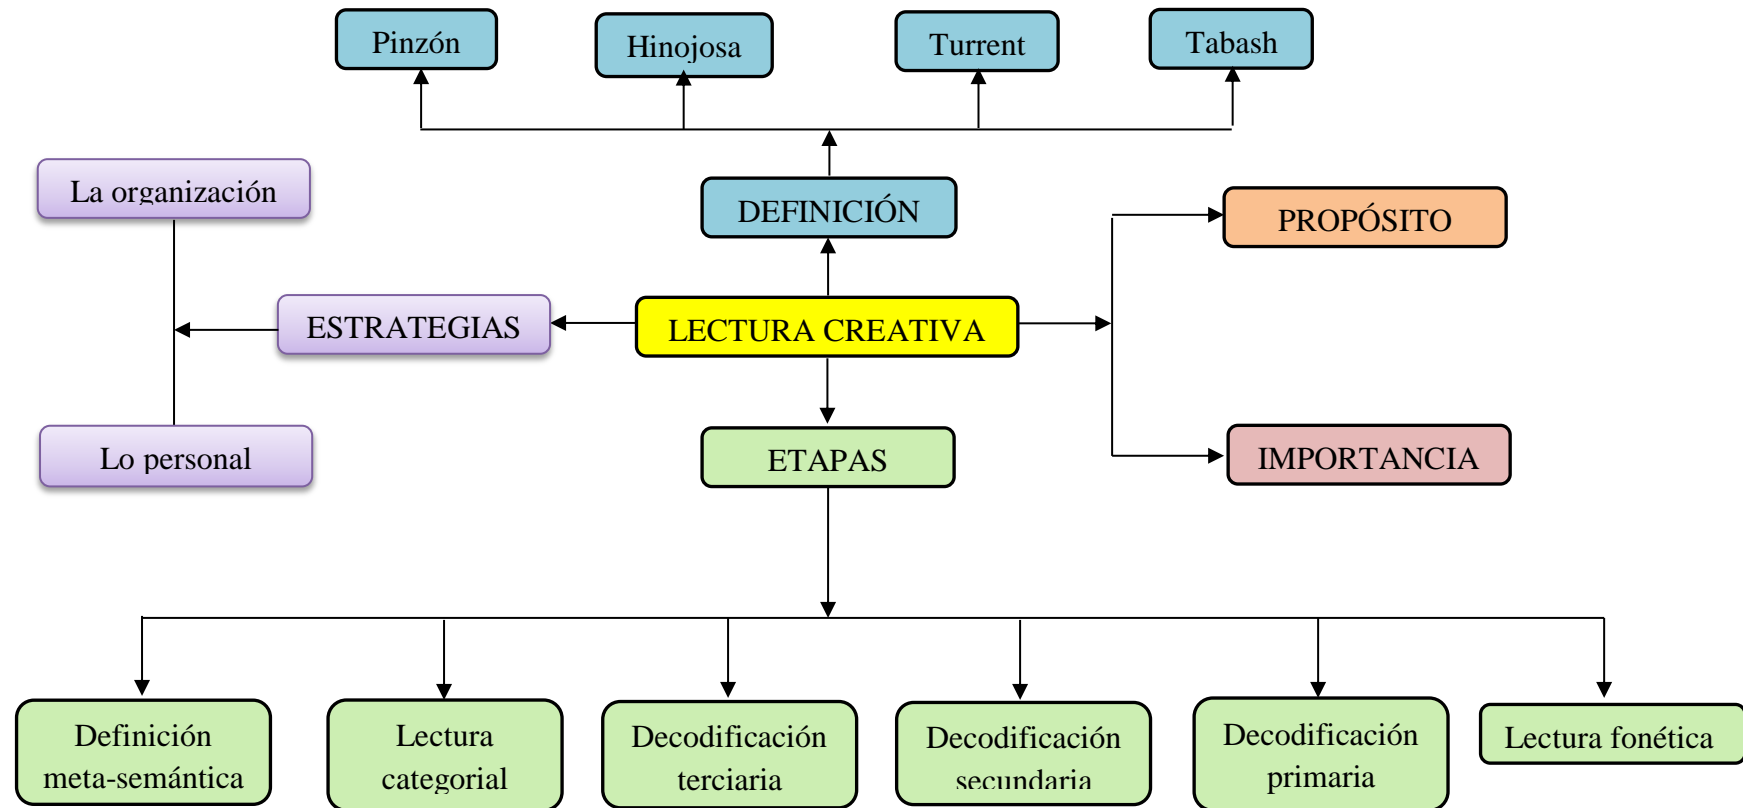 Pinzón
Hinojosa
Turrent
Tabash
La organización
DEFINICIÓN
PROPÓSITO
ESTRATEGIAS
LECTURA CREATIVA
Lo personal
ETAPAS
IMPORTANCIA
Definición
meta-semántica
Lectura
categorial
Decodificación
terciaria
Decodificación
secundaria
Decodificación
primaria
Lectura fonética